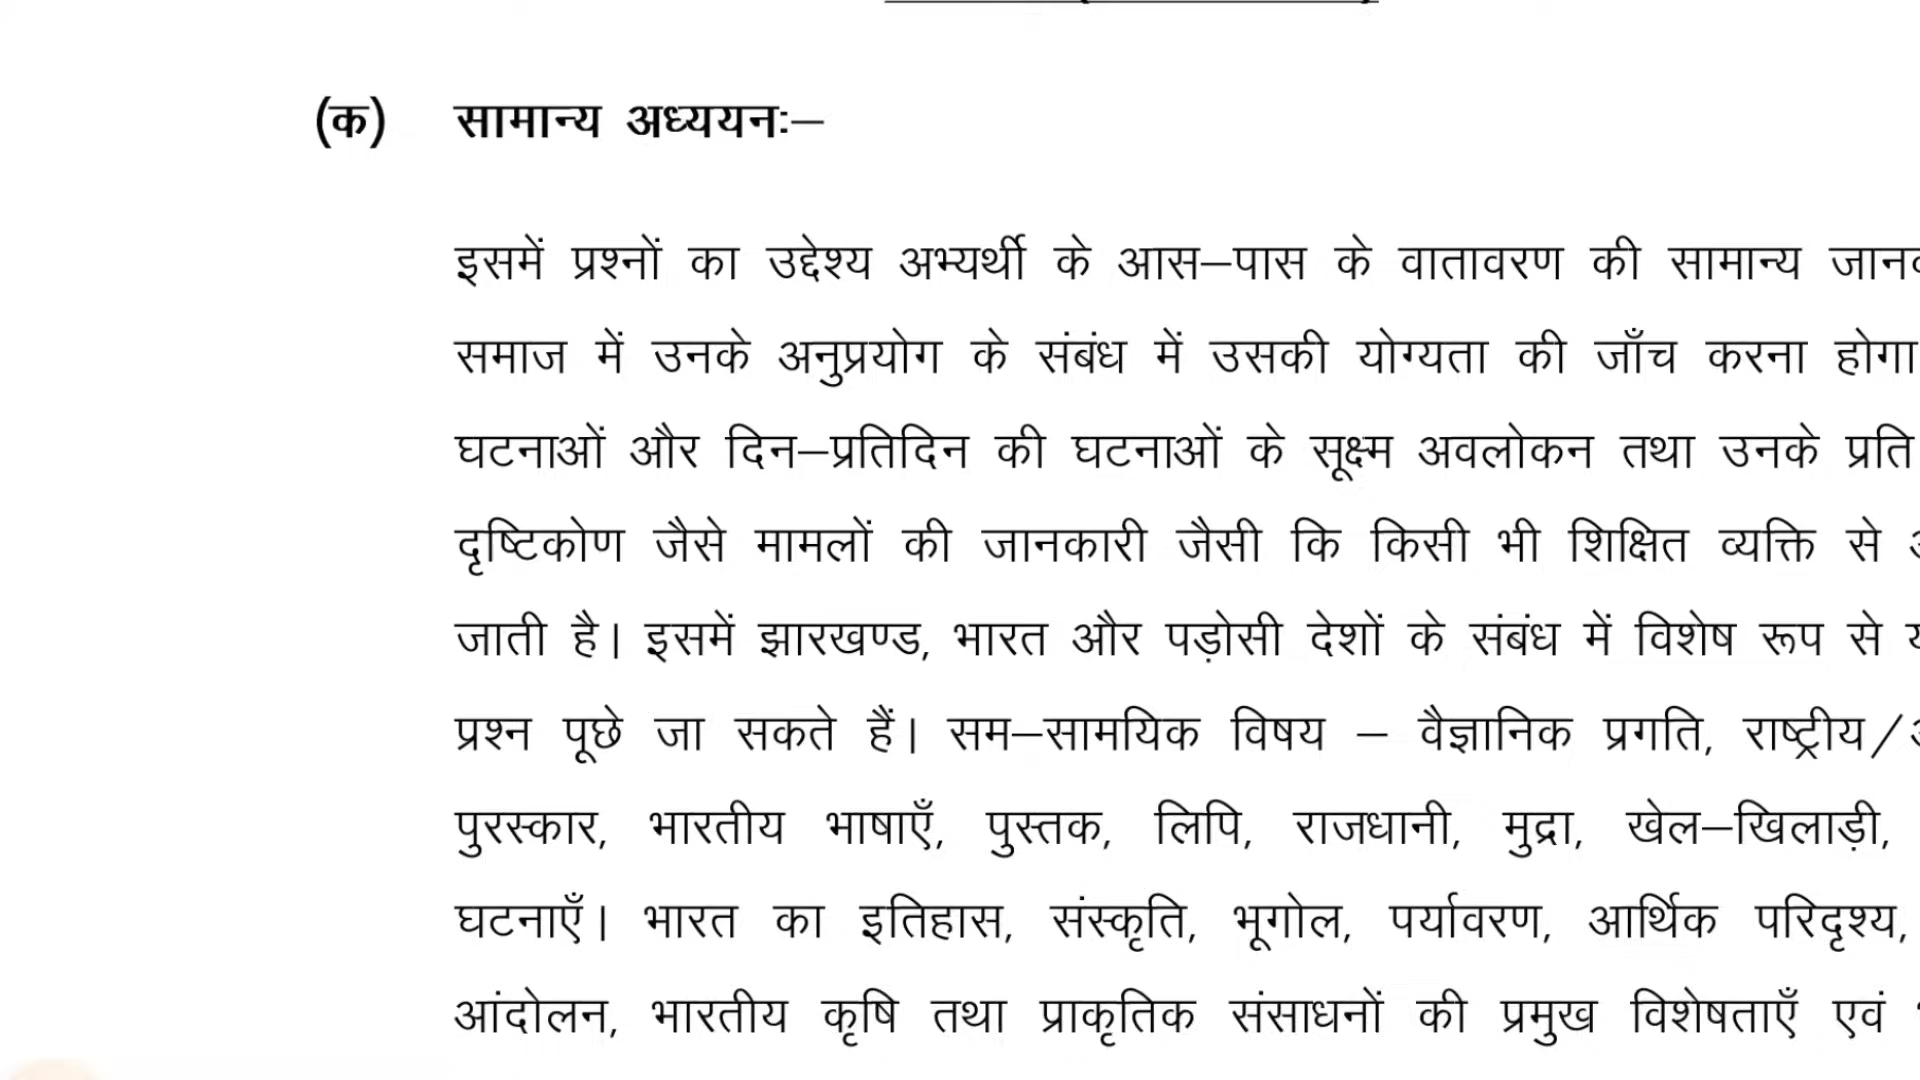 (क) सामान्य अध्ययनः–
इसमें प्रश्नों का उद्देश्य अभ्यर्थी के आस–पास के वातावरण की सामान्य
समाज में उनके अनुप्रयोग के संबंध में उसकी योग्यता की जाँच करना होगा
घटनाओं और दिन–प्रतिदिन की घटनाओं के सूक्ष्म अवलोकन तथा उनके प्रति
दृष्टिकोण जैसे मामलों की जानकारी जैसी कि किसी भी शिक्षित व्यक्ति से
जाती है। इसमें झारखण्ड, भारत और पड़ोसी देशों के संबंध में विशेष रूप से
प्रश्न पूछे जा सकते हैं। सम–सामयिक विषय – वैज्ञानिक प्रगति, राष्ट्रीय/
पुरस्कार, भारतीय भाषाएँ, पुस्तक, लिपि, राजधानी, मुद्रा, खेल–खिलाड़ी,
घटनाएँ। भारत का इतिहास, संस्कृति, भूगोल, पर्यावरण, आर्थिक परिदृश्य,
आंदोलन, भारतीय कृषि तथा प्राकृतिक संसाधनों की प्रमुख विशेषताएँ एवं